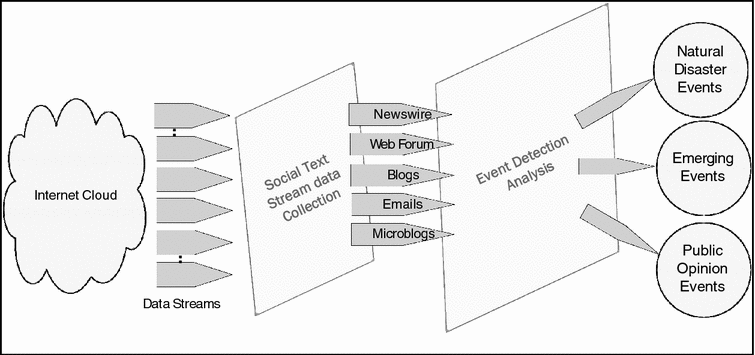 Internet Cloud
Data Streams
Social Text
Stream data
Collection
Newswire
Web Forum
Blogs
Emails
Microblogs
Event Detection
Analysis
Natural
Disaster
Events
Emerging
Events
Public
Opinion
Events